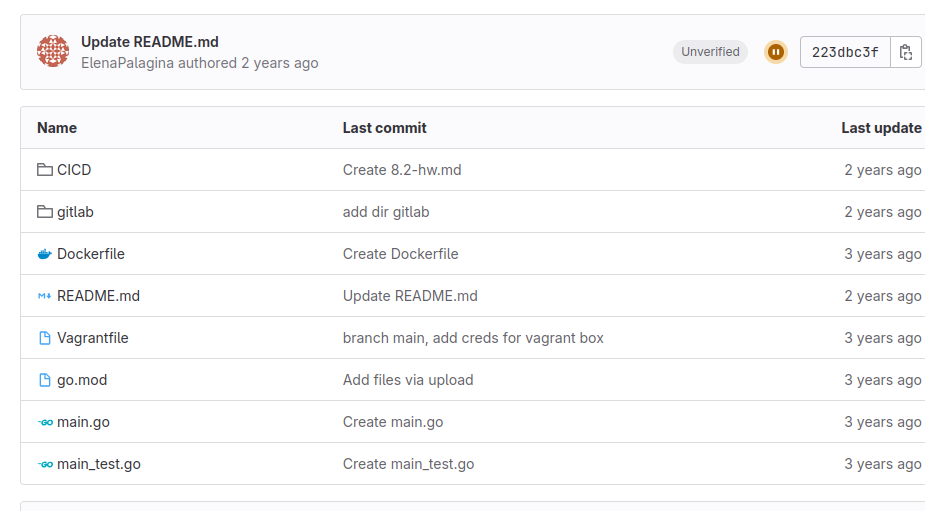 Update README.md
ElenaPalagina authored 2 years ago
Unverified
223dbc3f
Name Last commit Last update
CICD Create 8.2-hw.md 2 years ago
gitlab add dir gitlab 2 years ago
Dockerfile Create Dockerfile 3 years ago
README.md Update README.md 2 years ago
Vagrantfile branch main, add creds for vagrant box 3 years ago
go.mod Add files via upload 3 years ago
main.go Create main.go 3 years ago
main_test.go Create main_test.go 3 years ago